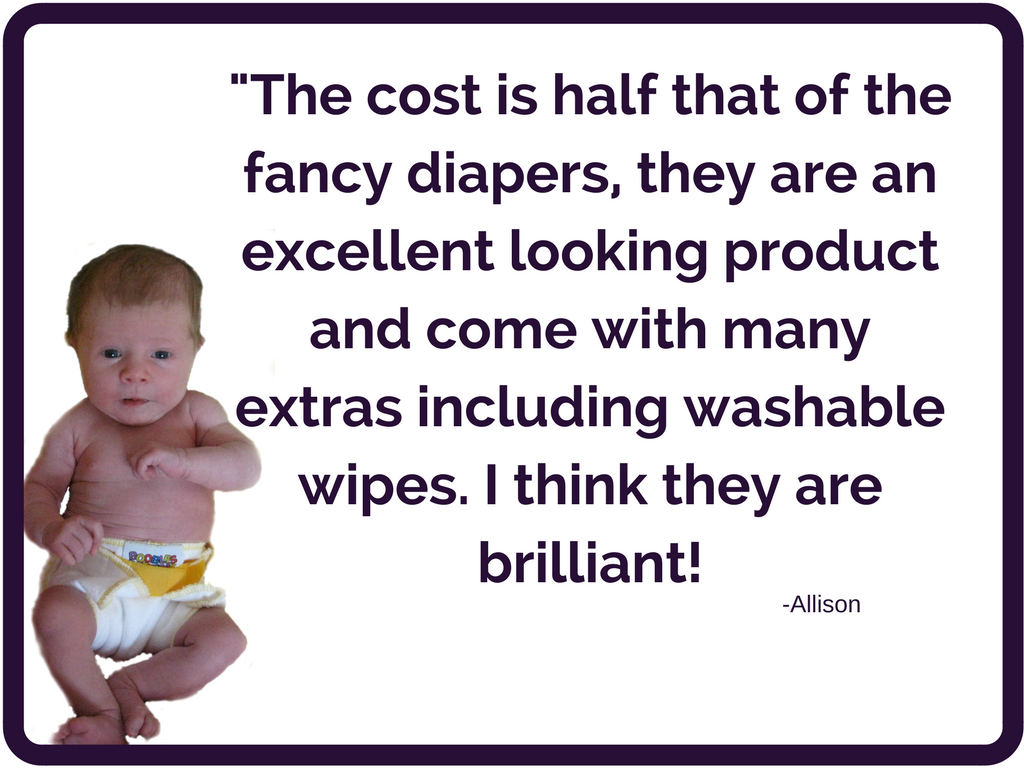 "The cost is half that of the
fancy diapers, they are an
excellent looking product
and come with many
extras including washable
wipes. I think they are
brilliant!
-Allison